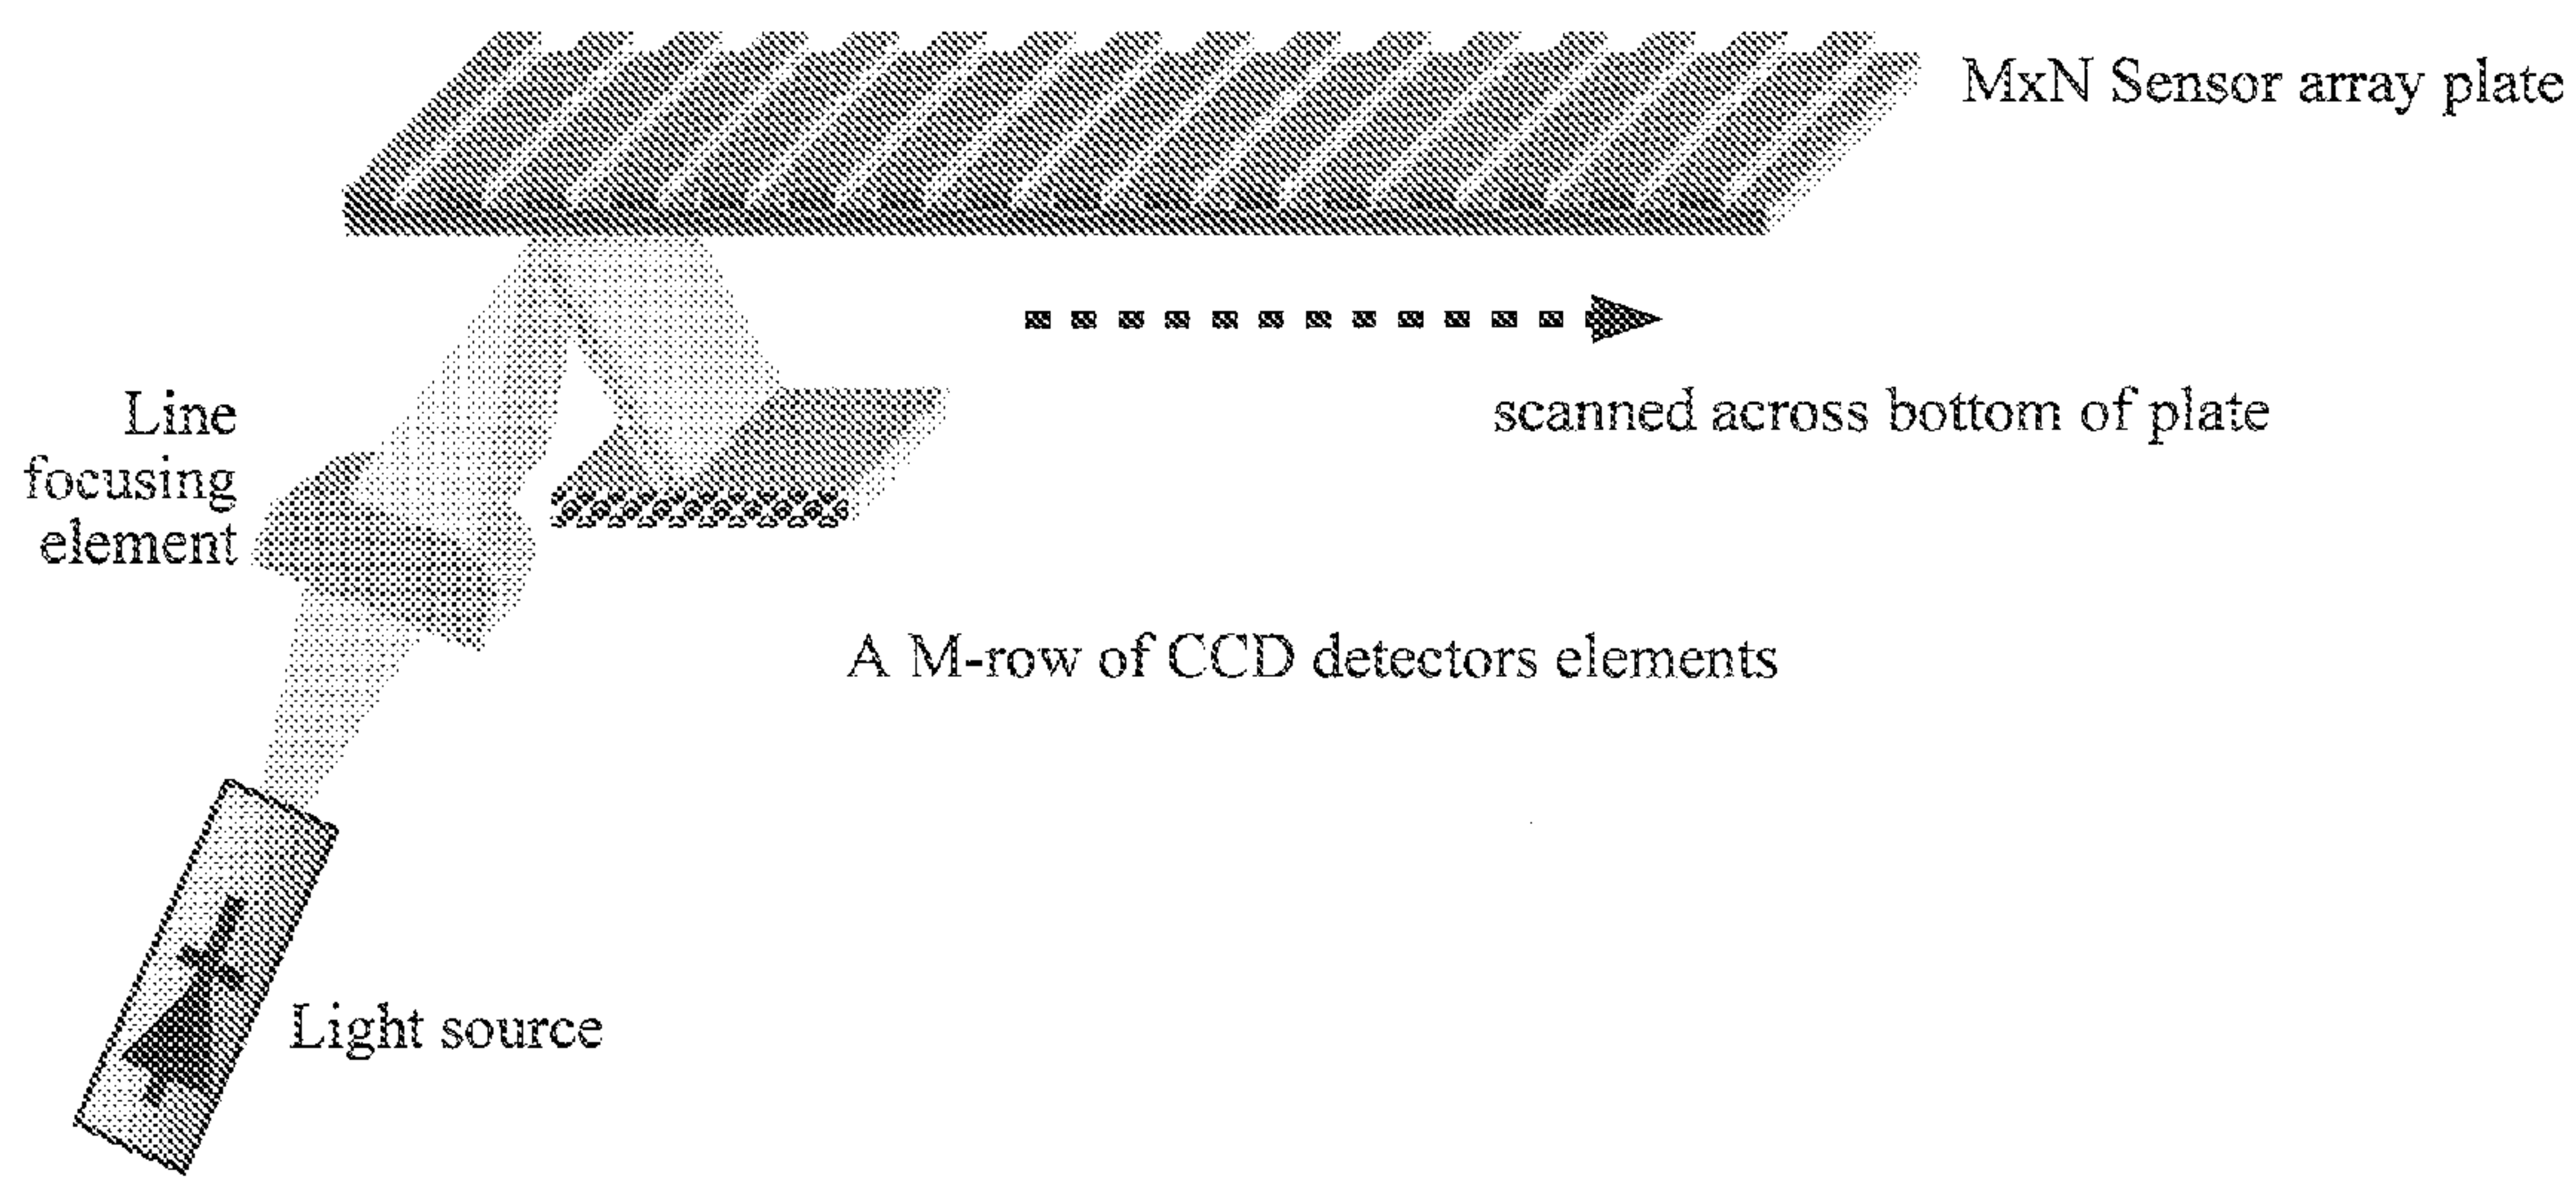 MxN Sensor array plate
scanned across bottom of plate
Line
focusing
element
A M-row of CCD detectors elements
Light source